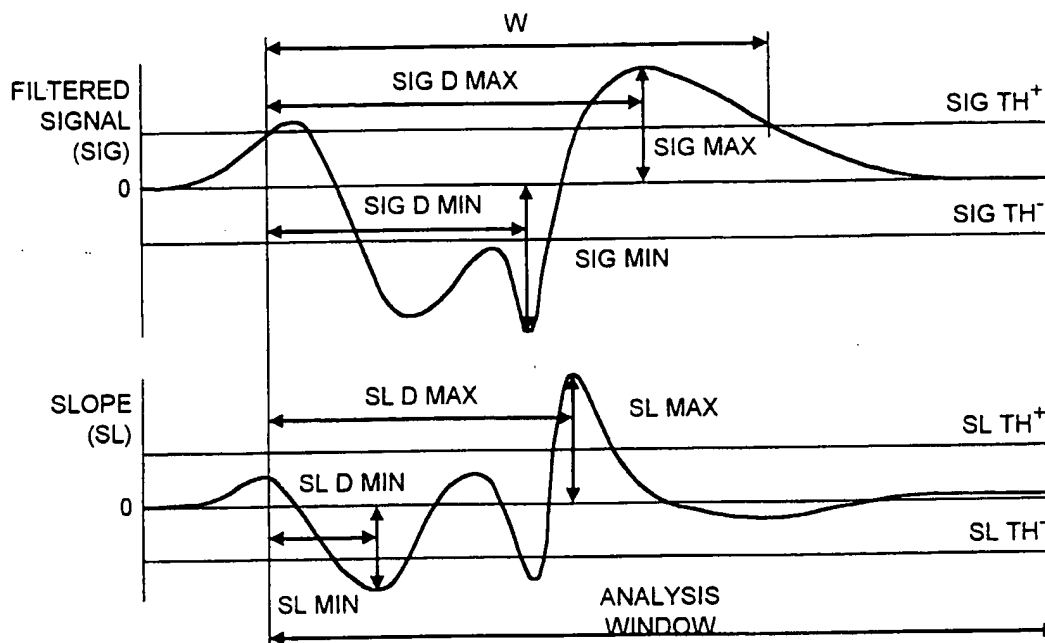 W
FILTERED
SIGNAL
(SIG)
SIG D MAX
SIG TH+
SIG MAX
0
SIG D MIN
SIG TH-
SIG MIN
SLOPE
(SL)
SL D MAX
SL MAX
SL TH+
SL D MIN
0
SL TH-
SL MIN
ANALYSIS
WINDOW